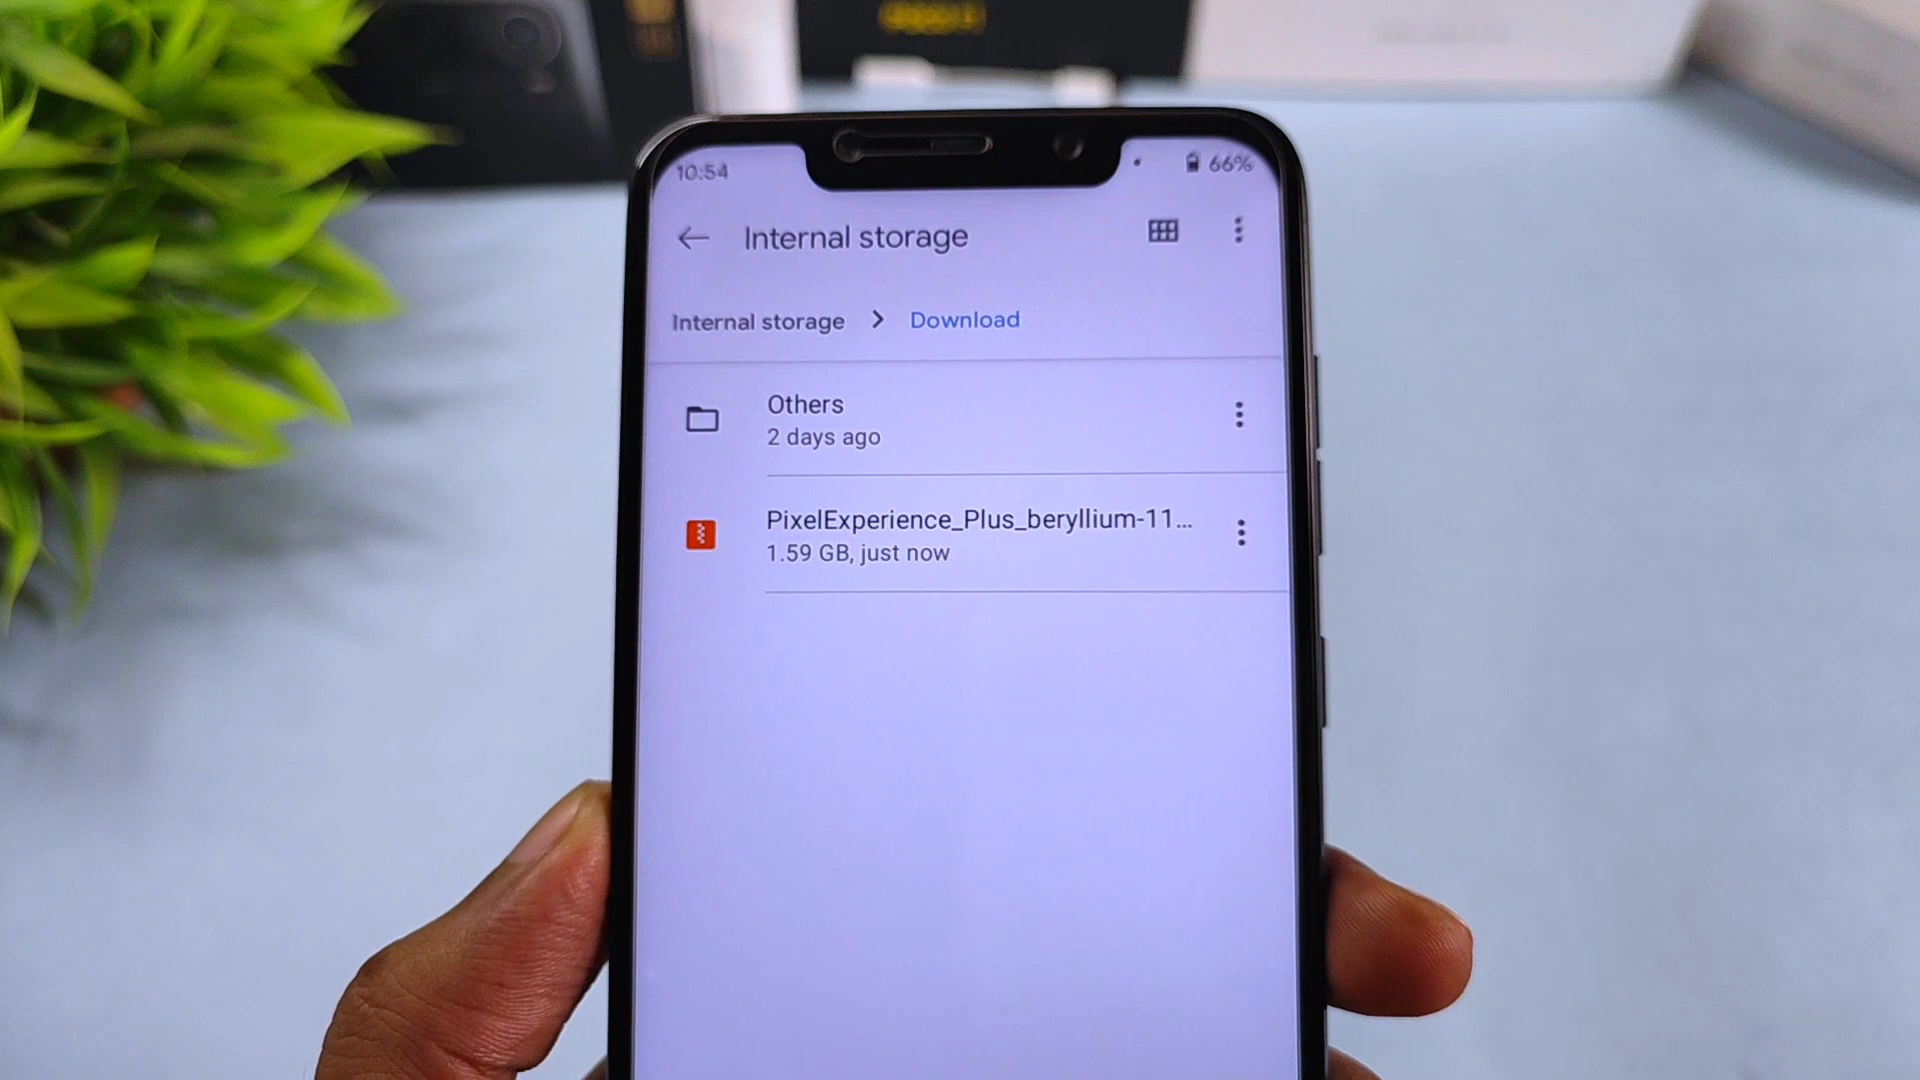 10:54
66%
Internal storage
Internal storage > Download
Others
2 days ago
PixelExperience_Plus_beryllium-11...
1.59 GB, just now